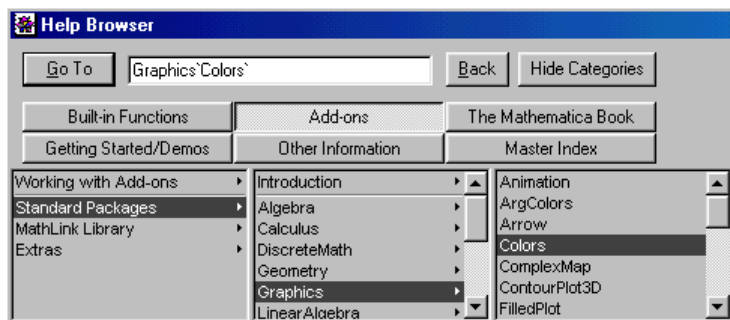 Help Browser
Go To Graphics`Colors` Back Hide Categories
Built-in Functions Add-ons The Mathematica Book
Getting Started/Demos Other Information Master Index
Working with Add-ons
Standard Packages
MathLink Library
Extras
Introduction
Algebra
Calculus
DiscreteMath
Geometry
Graphics
LinearAlgebra
Animation
ArgColors
Arrow
Colors
ComplexMap
ContourPlot3D
FilledPlot